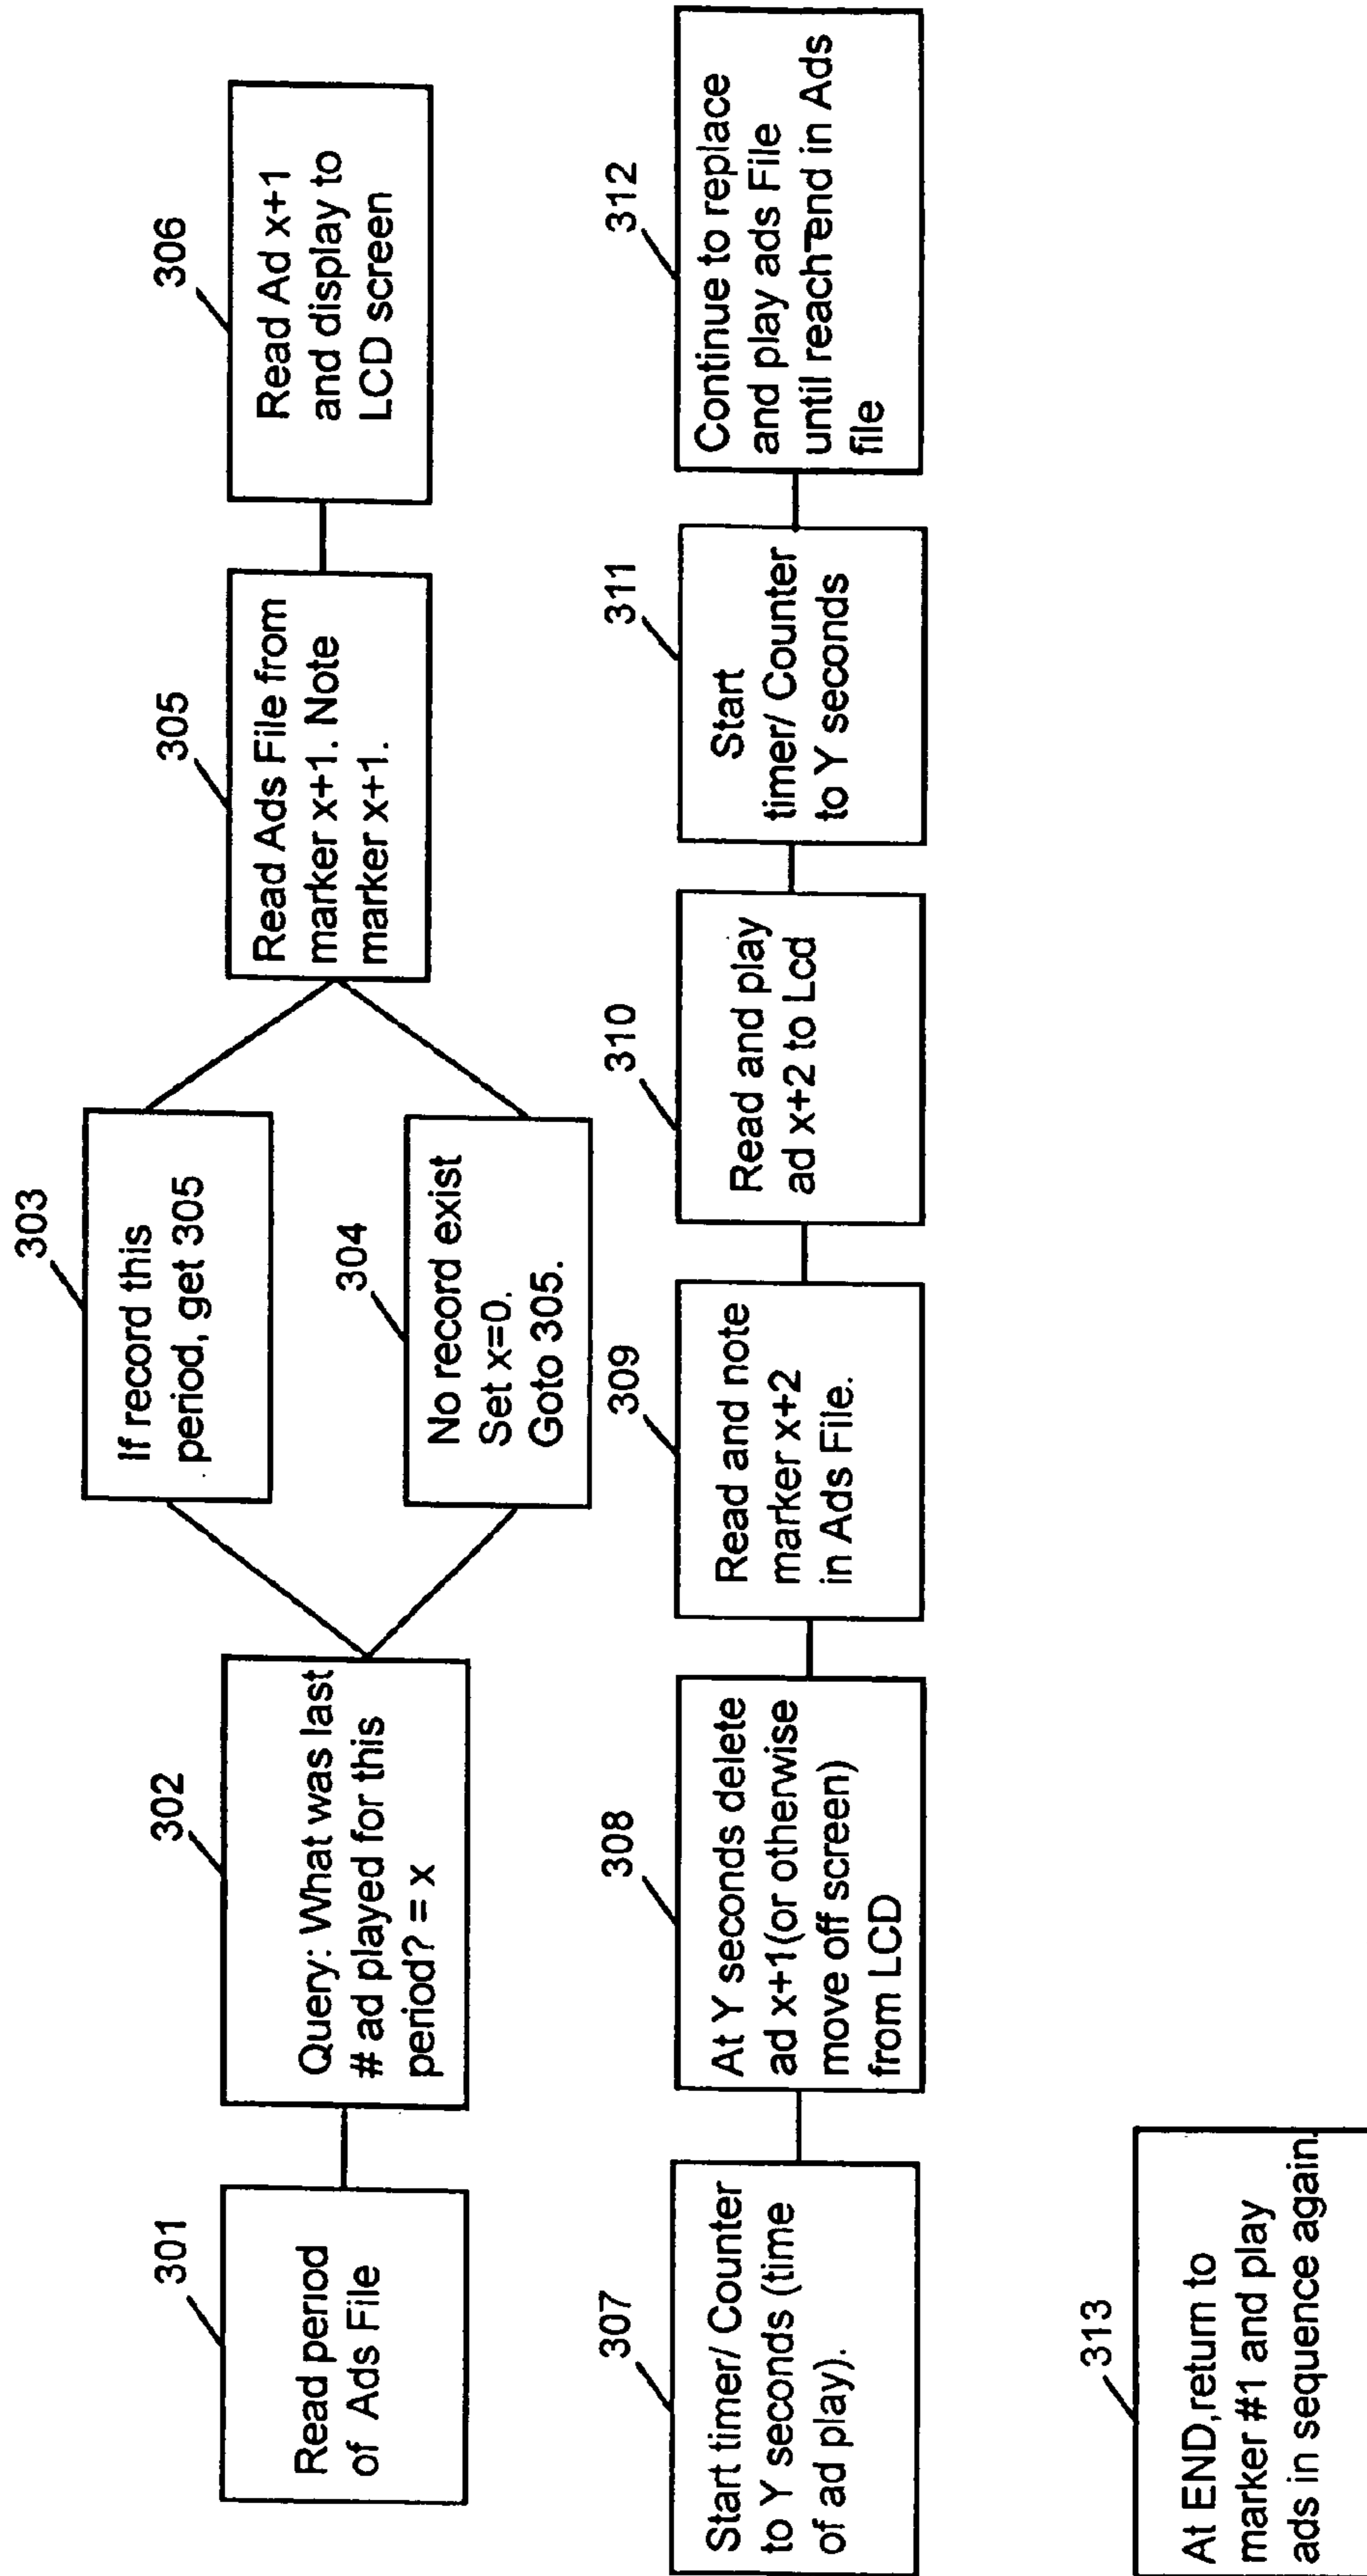 301
Read period
of Ads File
302
Query: What was last
# ad played for this
period? = x
303
If record this
period, get 305
304
No record exist
Set x=0.
Goto 305.
305
Read Ads File from
marker x+1. Note
marker x+1.
306
Read Ad x+1
and display to
LCD screen
307
Start timer/ Counter
to Y seconds (time
of ad play).
308
At Y seconds delete
ad x+1(or otherwise
move off screen)
from LCD
309
Read and note
marker x+2
in Ads File.
310
Read and play
ad x+2 to Lcd
311
Start
timer/ Counter
to Y seconds
312
Continue to replace
and play ads File
until reach end in Ads
file
313
At END,return to
marker #1 and play
ads in sequence again.